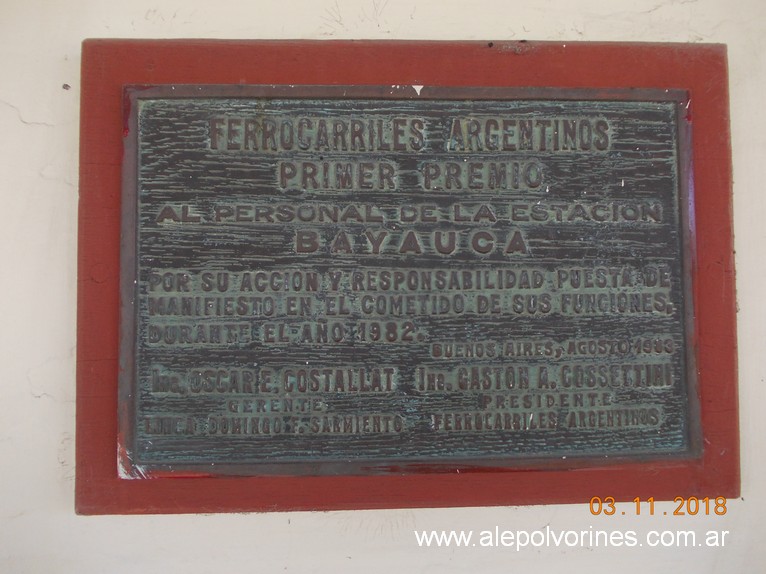 FERROCARRILES ARGENTINOS
PRIMER PREMIO
AL PERSONAL DE LA ESTACION
BAYAUCA
POR SU ACCION Y RESPONSABILIDAD PUESTA DE
MANIFIESTO EN EL COMETIDO DE SUS FUNCIONES,
DURANTE EL AÑO 1982.
BUENOS AIRES, AGOSTO 1983
Ing. OSCAR E. COSTALLAT Ing. GASTON A. COSSETTINI
GERENTE PRESIDENTE
DOMINGO F. SARMIENTO FERROCARRILES ARGENTINOS
03.11.2018
www.alepolvorines.com.ar